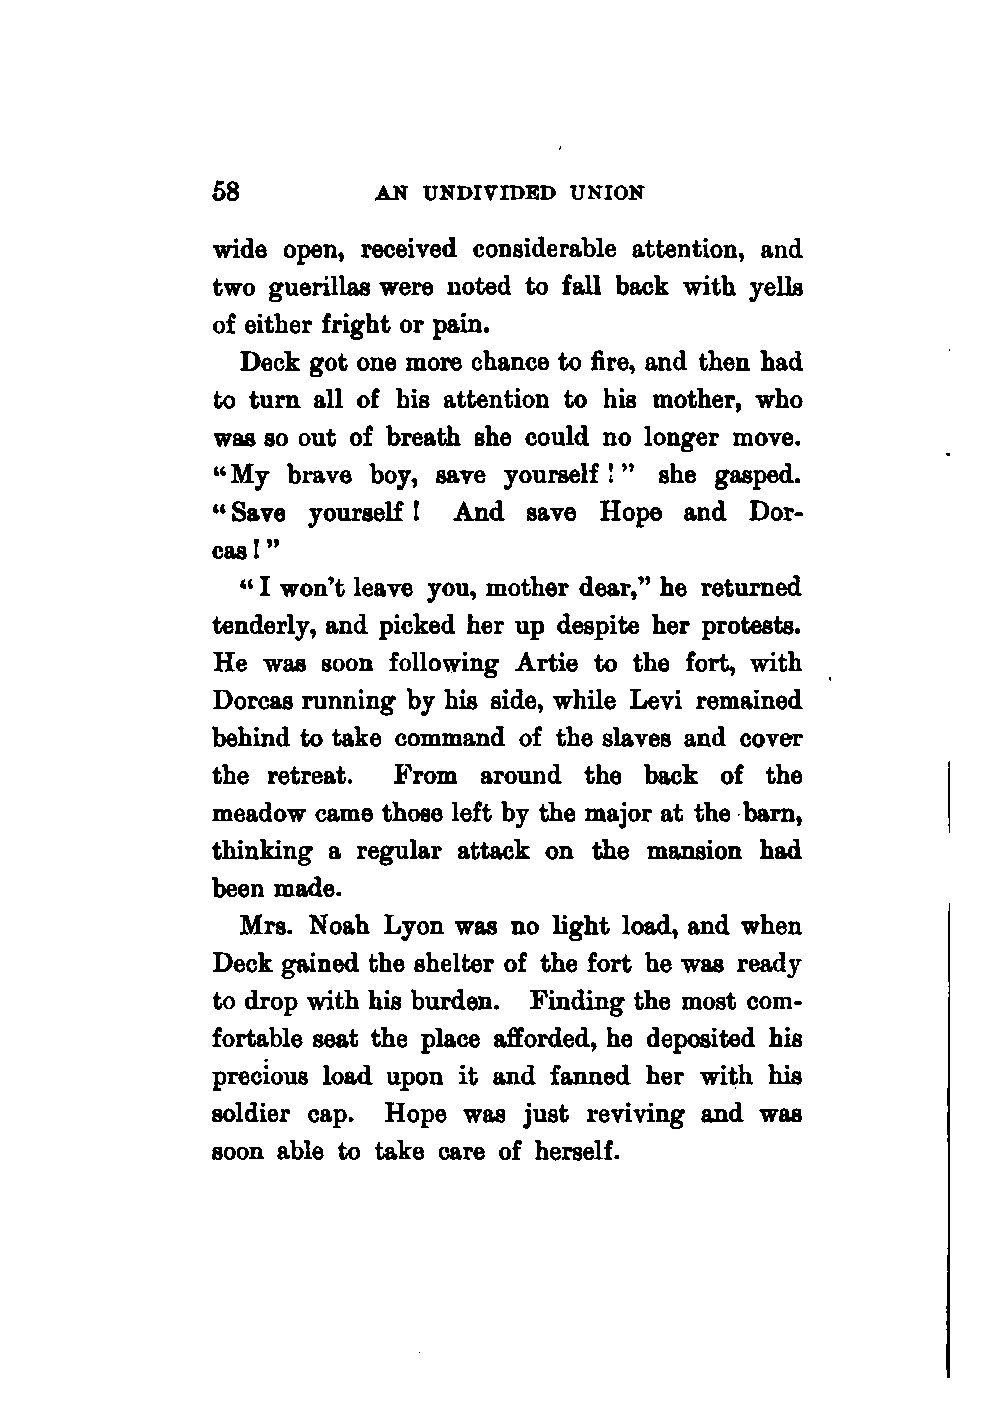 58 AN UNDIVIDED UNION
wide open, received considerable attention, and
two guerillas were noted to fall back with yells
of either fright or pain.
Deck got one more chance to fire, and then had
to turn all of his attention to his mother, who
was so out of breath she could no longer move.
“My brave boy, save yourself!” she gasped.
“Save yourself! And save Hope and Dor-
cas!”
“I won’t leave you, mother dear,” he returned
tenderly, and picked her up despite her protests.
He was soon following Artie to the fort, with
Dorcas running by his side, while Levi remained
behind to take command of the slaves and cover
the retreat. From around the back of the
meadow came those left by the major at the barn,
thinking a regular attack on the mansion had
been made.
Mrs. Noah Lyon was no light load, and when
Deck gained the shelter of the fort he was ready
to drop with his burden. Finding the most com-
fortable seat the place afforded, he deposited his
precious load upon it and fanned her with his
soldier cap. Hope was just reviving and was
soon able to take care of herself.